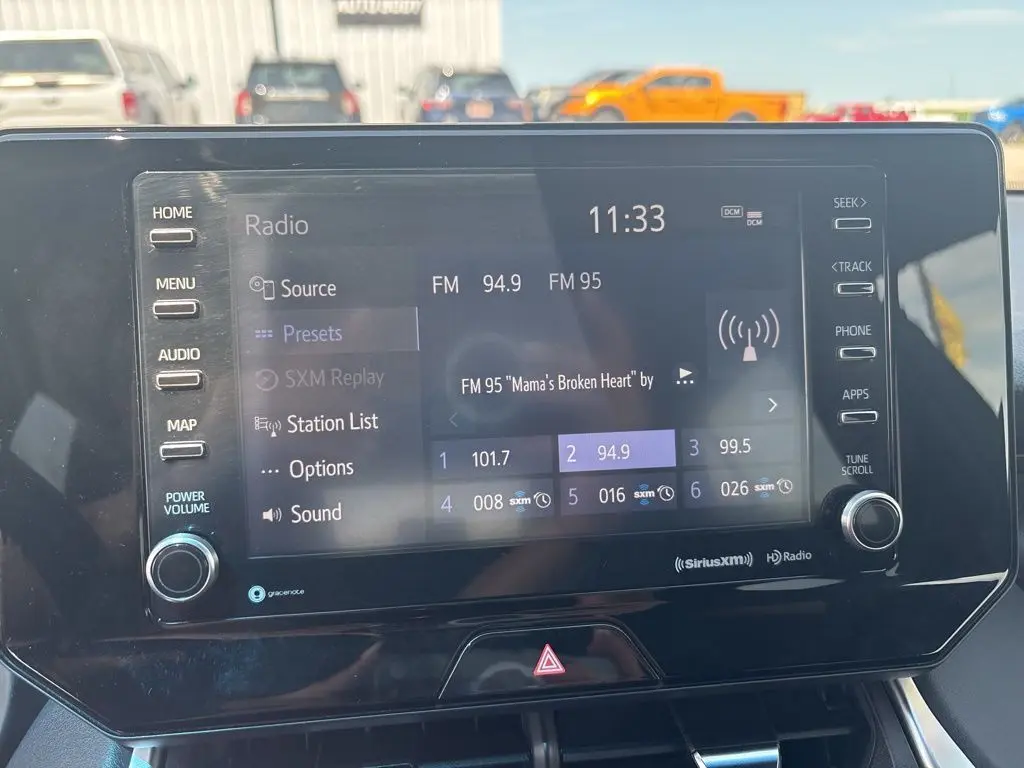 AUTOBODY
HOME
MENU
AUDIO
MAP
POWER
VOLUME
Radio
11:33
DCM
DCM
Source
Presets
SXM Replay
Station List
Options
Sound
FM 94.9 FM 95
FM 95 "Mama's Broken Heart" by
1 101.7
2 94.9
3 99.5
4 008 sxm
5 016 sxm
6 026 sxm
SEEK >
< TRACK
PHONE
APPS
TUNE
SCROLL
gracenote
((SiriusXM))
HD Radio